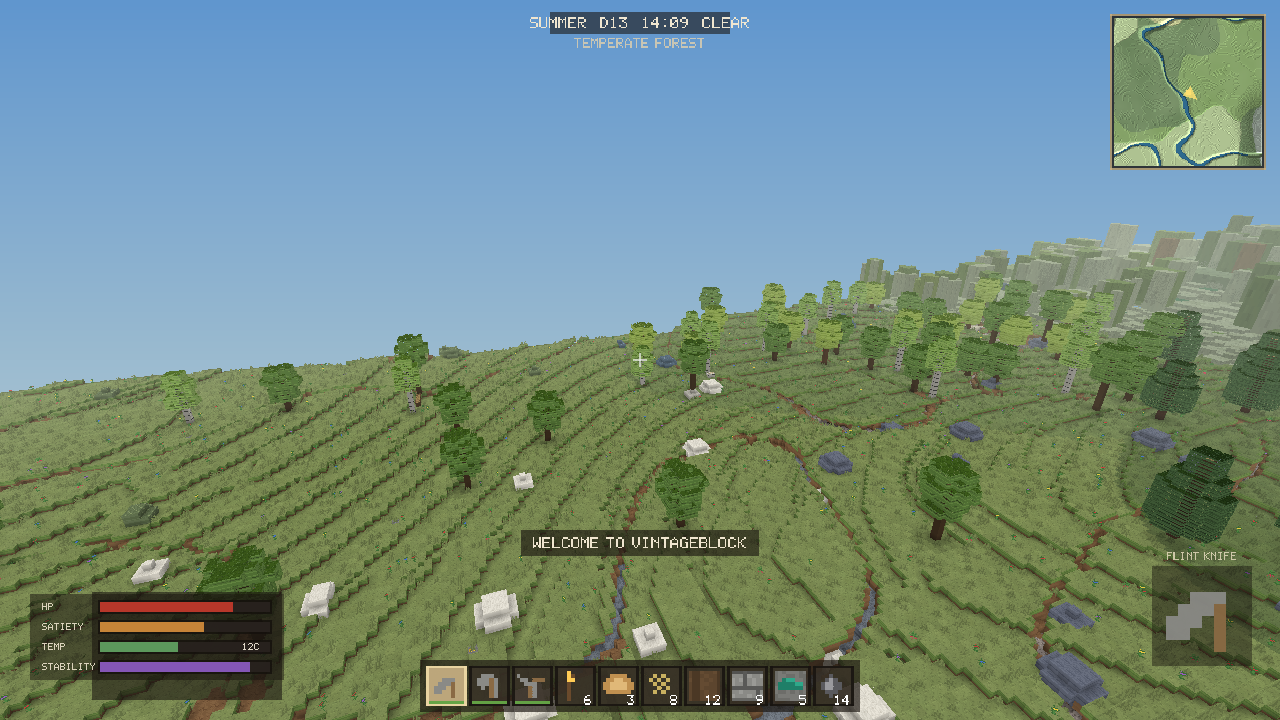 SUMMER D13 14:09 CLEAR
TEMPERATE FOREST
WELCOME TO VINTAGEBLOCK
FLINT KNIFE
HP
SATIETY
TEMP 12C
STABILITY
6 3 8 12 9 5 14